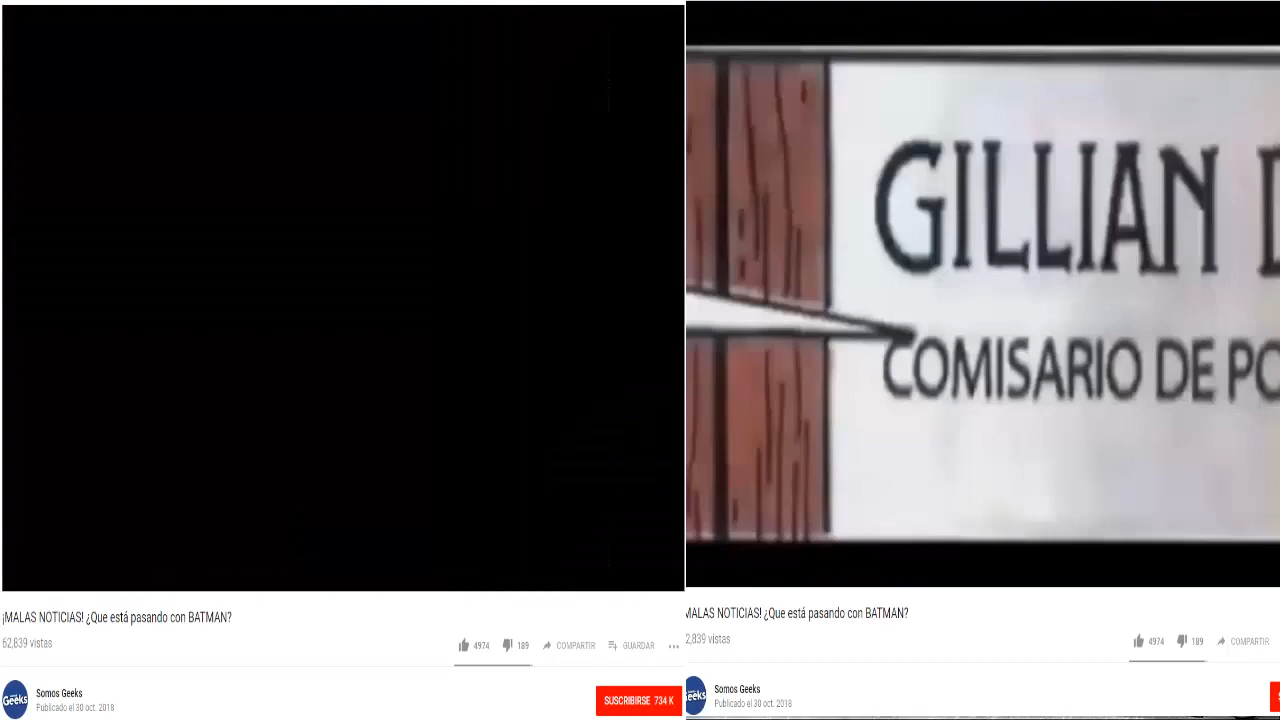 ¡MALAS NOTICIAS! ¿Que está pasando con BATMAN?
62,839 vistas
4974 189 COMPARTIR GUARDAR ...
Geeks
Somos Geeks
Publicado el 30 oct. 2018
SUSCRIBIRSE 734 K
GILLIAN
COMISARIO DE PO
MALAS NOTICIAS! ¿Que está pasando con BATMAN?
2,839 vistas
4974 189 COMPARTIR
eeks
Somos Geeks
Publicado el 30 oct. 2018